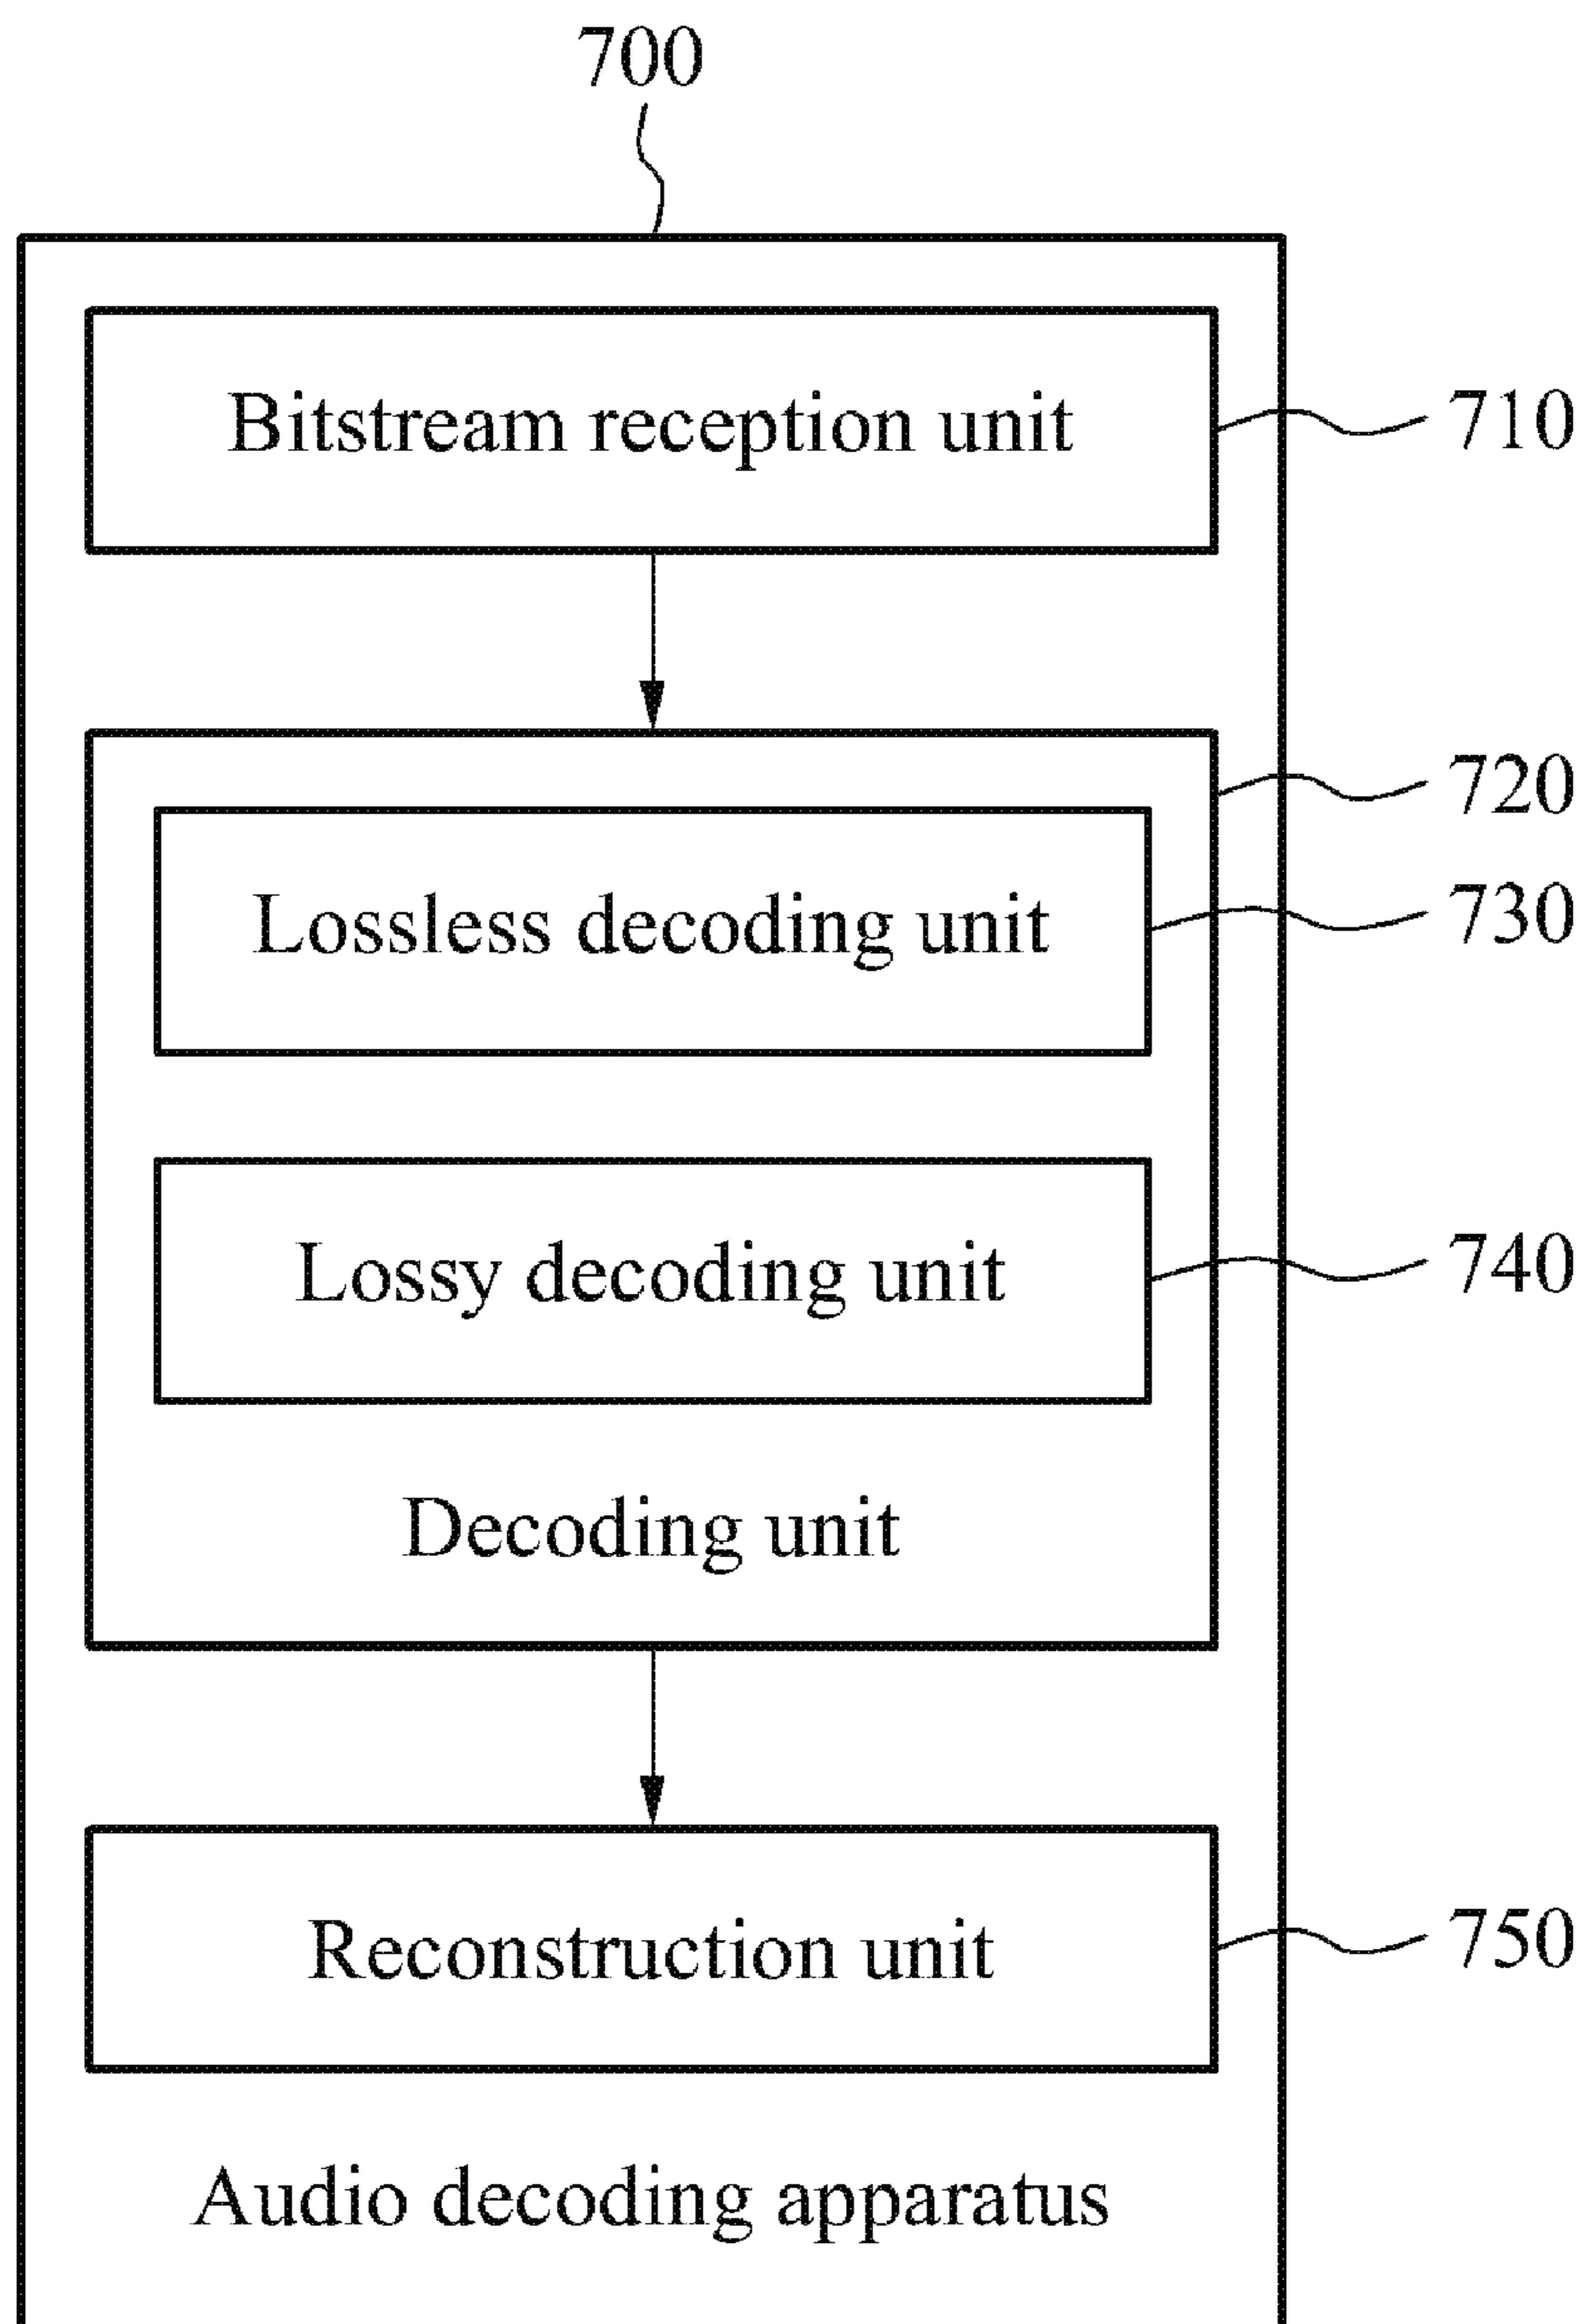 700
Bitstream reception unit
710
720
Lossless decoding unit
730
Lossy decoding unit
740
Decoding unit
Reconstruction unit
750
Audio decoding apparatus